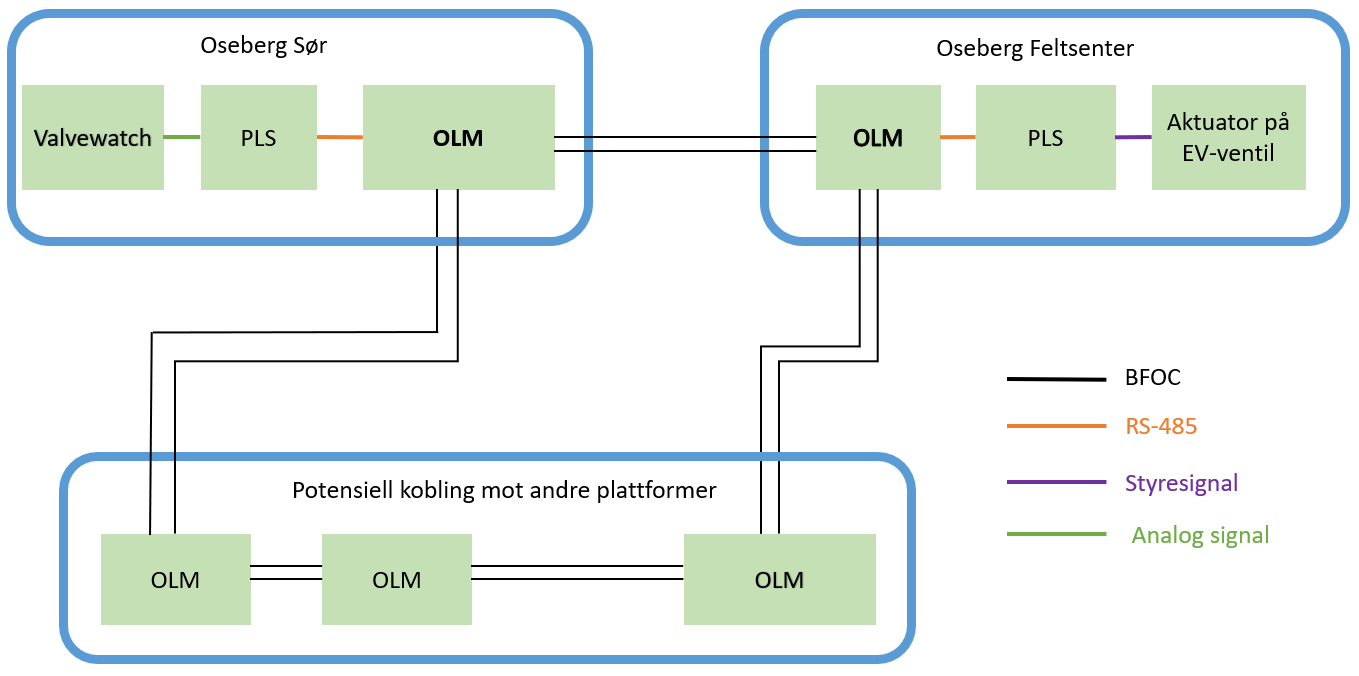 Oseberg Sør
Valvewatch
PLS
OLM
Oseberg Feltsenter
OLM
PLS
Aktuator på
EV-ventil
Potensiell kobling mot andre plattformer
OLM
OLM
OLM
BFOC
RS-485
Styresignal
Analog signal